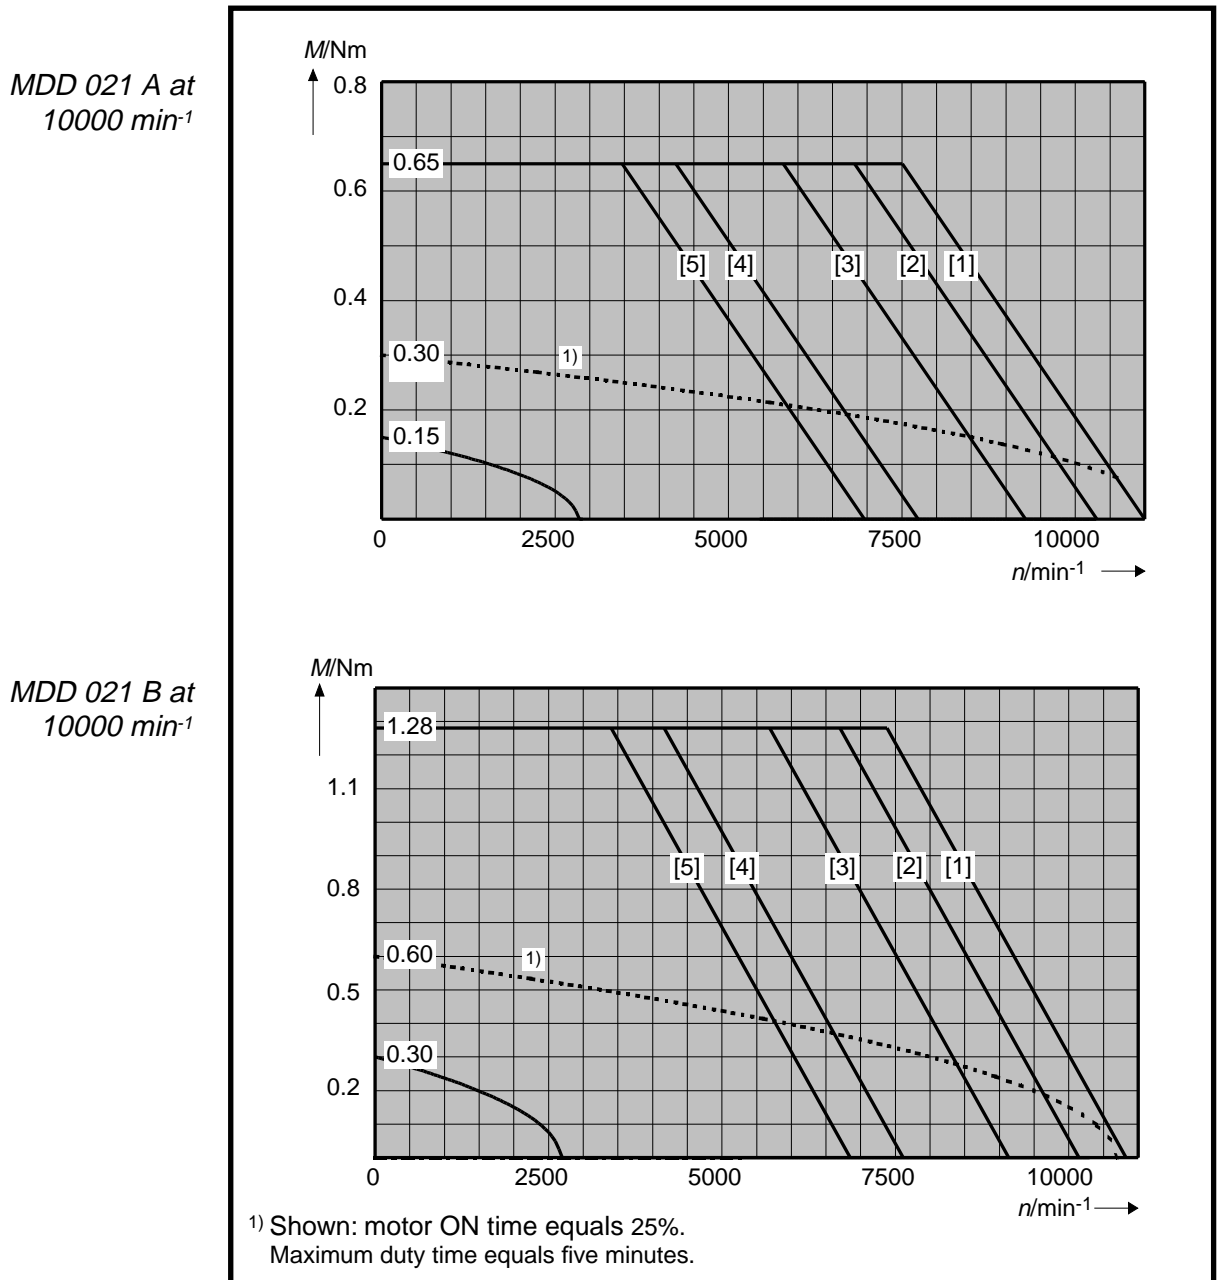 MDD 021 A at
10000 min-1
M/Nm
0.8
0.65
0.6
[5] [4] [3] [2] [1]
0.4
0.30
1)
0.2
0.15
0 2500 5000 7500 10000
n/min-1
MDD 021 B at
10000 min-1
M/Nm
1.28
1.1
[5] [4] [3] [2] [1]
0.8
0.60
1)
0.5
0.30
0.2
0 2500 5000 7500 10000
n/min-1
1) Shown: motor ON time equals 25%.
Maximum duty time equals five minutes.